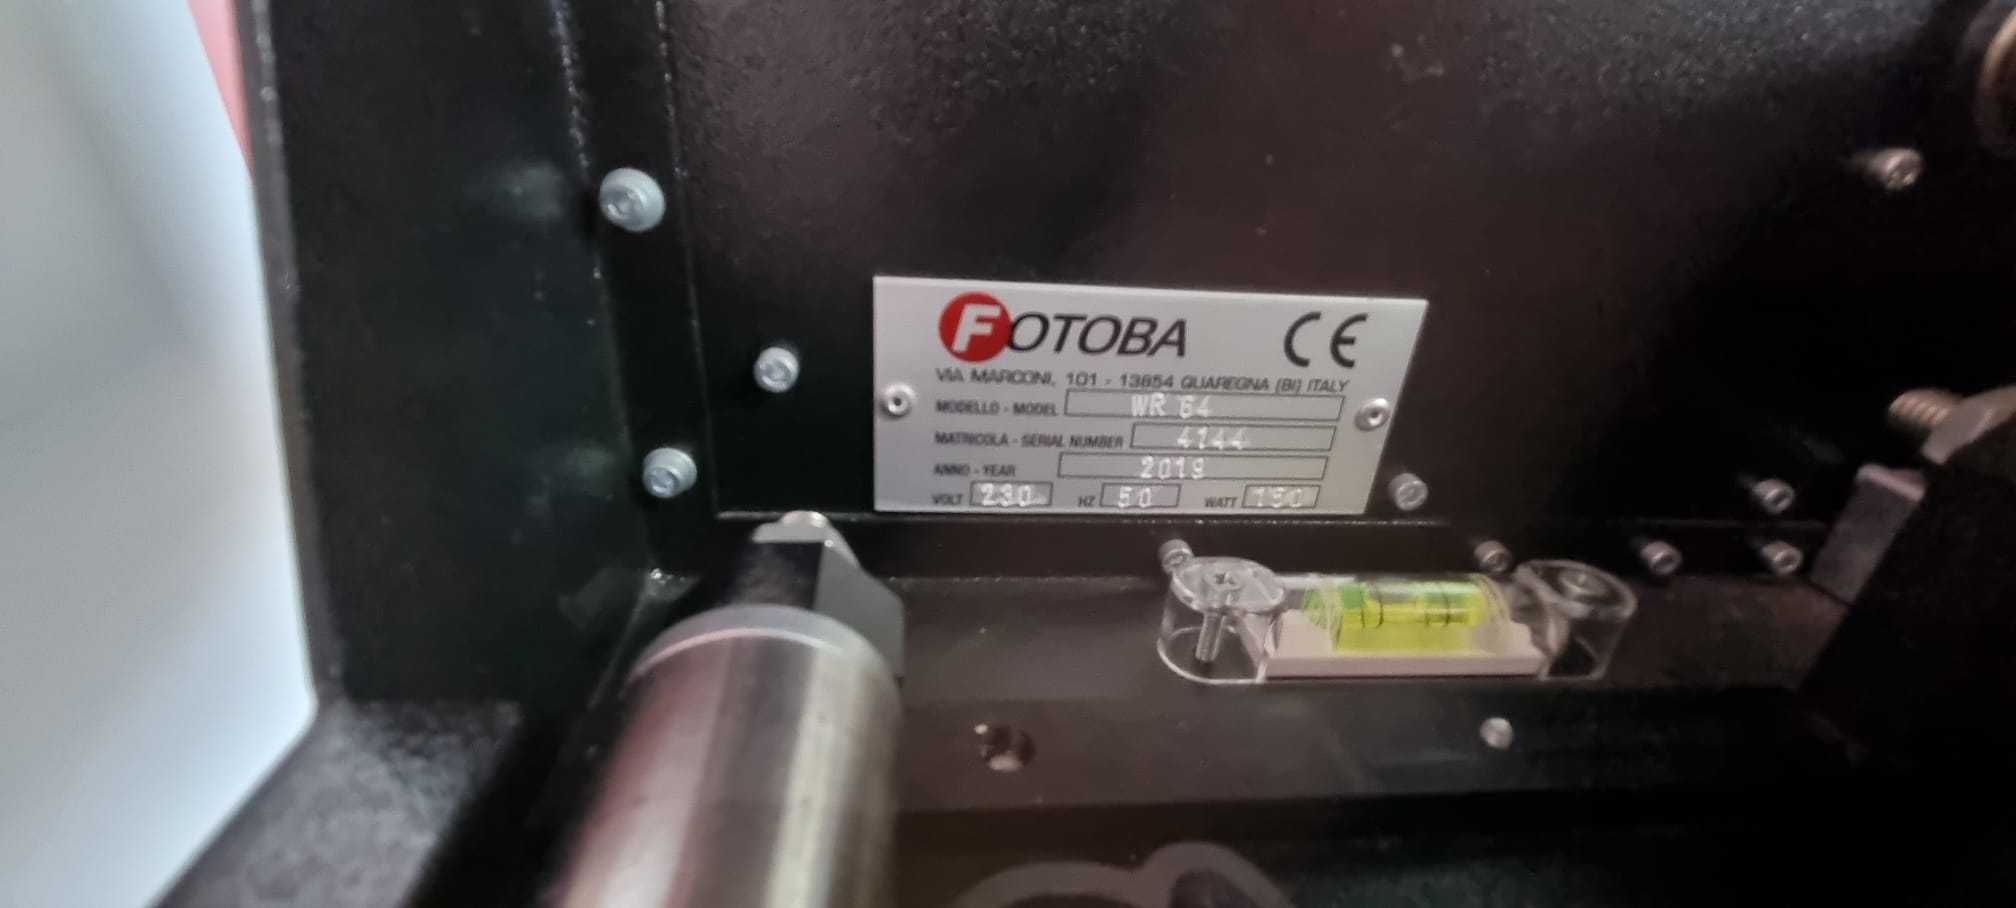 FOTOBA CE
VIA MARCONI, 101 - 13854 QUAREGNA (BI) ITALY
MODELLO - MODEL WR 64
MATRICOLA - SERIAL NUMBER 4144
ANNO - YEAR 2019
VOLT 230 HZ 50 WATT 150